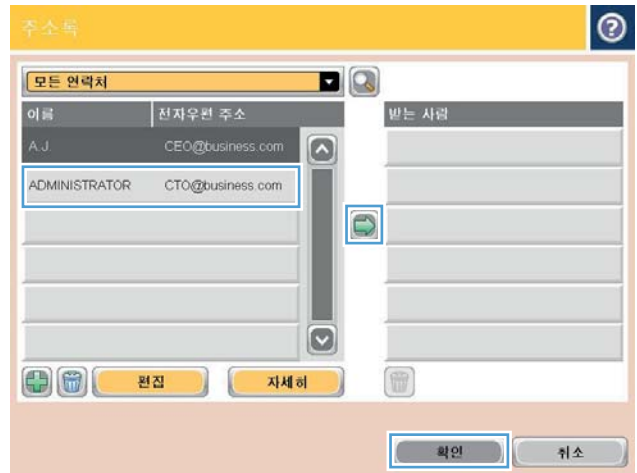 주소록
모든 연락처
이름 전자우편 주소 받는 사람
A.J. CEO@business.com
ADMINISTRATOR CTO@business.com
편집 자세히
확인 취소